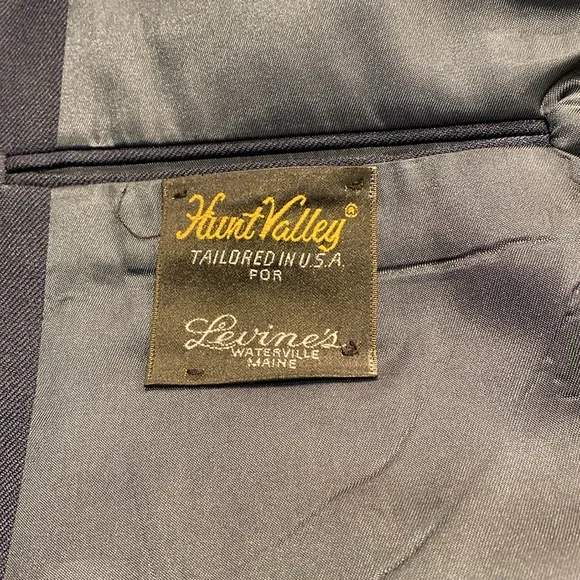 Hunt Valley®
TAILORED IN U.S.A.
FOR
Levine's
WATERVILLE
MAINE